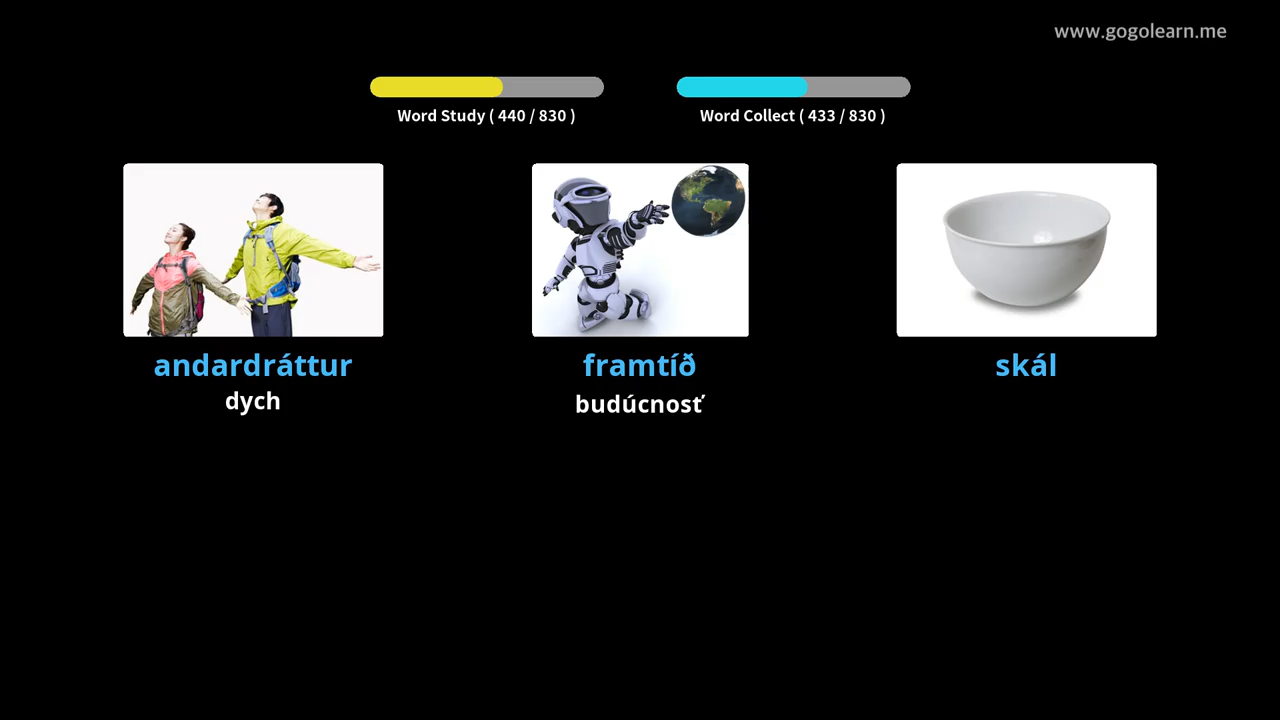 www.gogolearn.me
Word Study ( 440 / 830 )
Word Collect ( 433 / 830 )
andardráttur
dych
framtíð
budúcnosť
skál